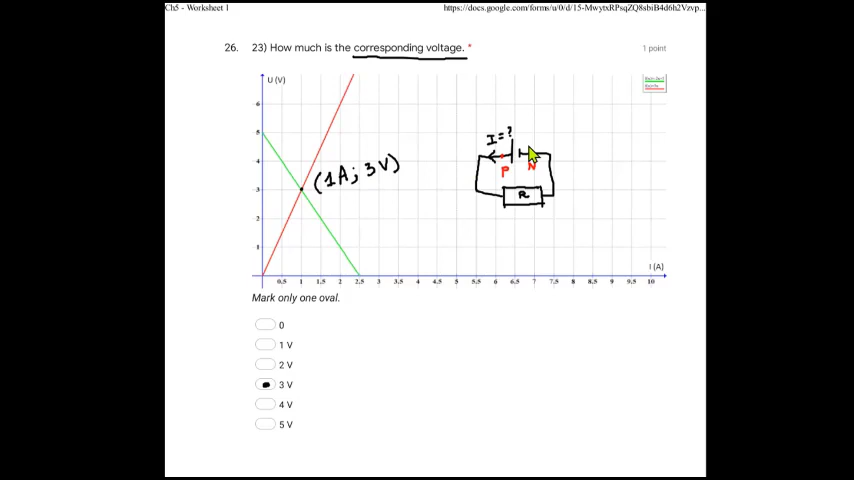 Ch5 - Worksheet 1
https://docs.google.com/forms/u/0/d/15-MwytxRPsqZQ8sbiB4d6h2Vzvp...
26. 23) How much is the corresponding voltage. *
1 point
U (V)
6
5
4
3
2
1
I = ?
P N
R
(1A; 3V)
I (A)
0,5 1 1,5 2 2,5 3 3,5 4 4,5 5 5,5 6 6,5 7 7,5 8 8,5 9 9,5 10
Mark only one oval.
0
1 V
2 V
3 V
4 V
5 V